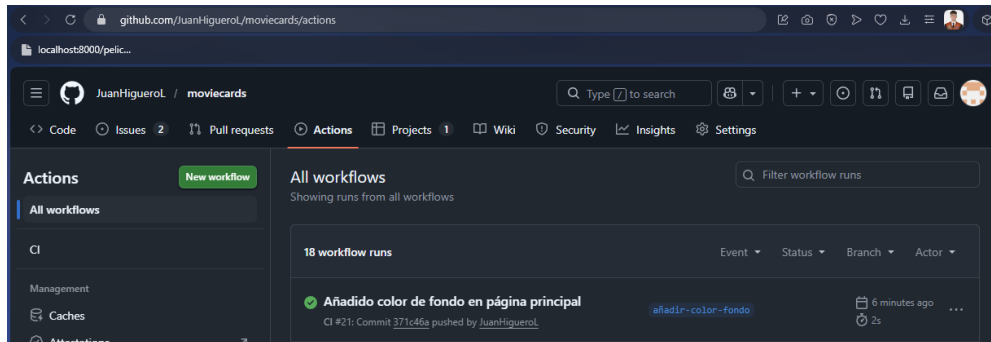 github.com/JuanHigueroL/moviecards/actions
localhost:8000/pelic...
JuanHigueroL / moviecards
Type / to search
Code Issues 2 Pull requests Actions Projects 1 Wiki Security Insights Settings
Actions
New workflow
All workflows
CI
Management
Caches
Attestations
All workflows
Showing runs from all workflows
Filter workflow runs
18 workflow runs
Event Status Branch Actor
Añadido color de fondo en página principal
CI #21: Commit 371c46a pushed by JuanHigueroL
añadir-color-fondo
6 minutes ago
2s